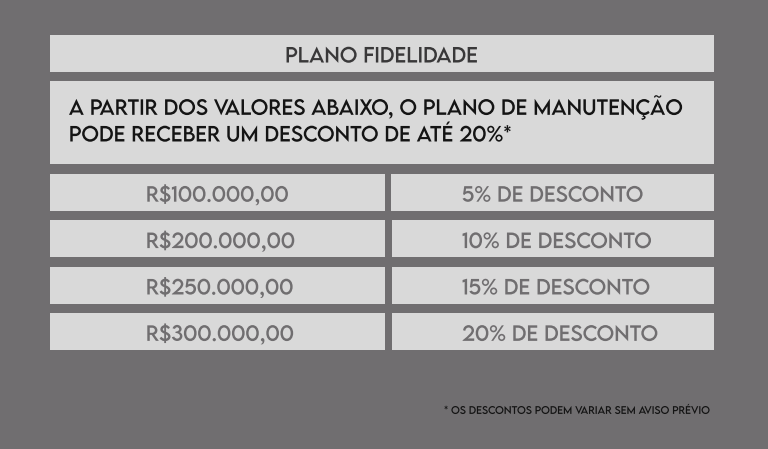 PLANO FIDELIDADE
A PARTIR DOS VALORES ABAIXO, O PLANO DE MANUTENÇÃO
PODE RECEBER UM DESCONTO DE ATÉ 20%*
R$100.000,00 5% DE DESCONTO
R$200.000,00 10% DE DESCONTO
R$250.000,00 15% DE DESCONTO
R$300.000,00 20% DE DESCONTO
* OS DESCONTOS PODEM VARIAR SEM AVISO PRÉVIO